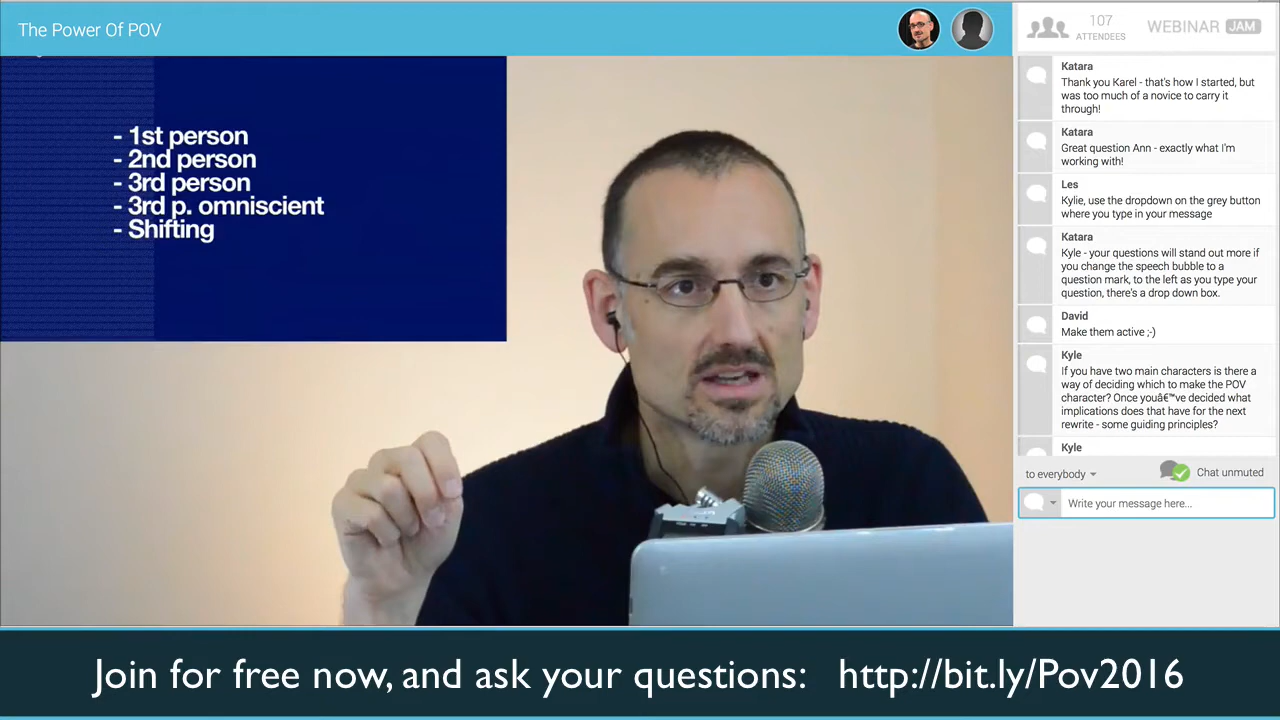 The Power Of POV
- 1st person
- 2nd person
- 3rd person
- 3rd p. omniscient
- Shifting
107
ATTENDEES
WEBINAR JAM
Katara
Thank you Karel - that's how I started, but
was too much of a novice to carry it
through!
Katara
Great question Ann - exactly what I'm
working with!
Les
Kylie, use the dropdown on the grey button
where you type in your message
Katara
Kyle - your questions will stand out more if
you change the speech bubble to a
question mark, to the left as you type your
question, there's a drop down box.
David
Make them active ;-)
Kyle
If you have two main characters is there a
way of deciding which to make the POV
character? Once youâ€™ve decided what
implications does that have for the next
rewrite - some guiding principles?
Kyle
to everybody
Chat unmuted
Write your message here...
Join for free now, and ask your questions: http://bit.ly/Pov2016